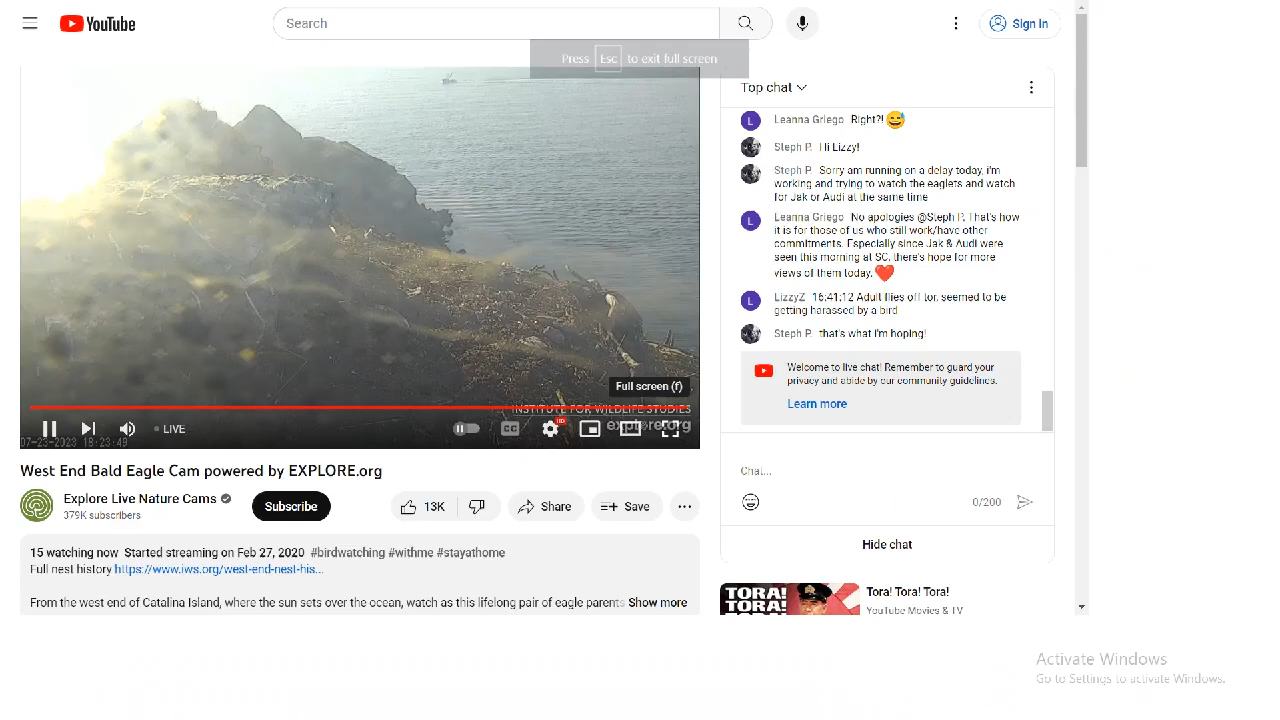 YouTube
Search
Sign in
Press Esc to exit full screen
Full screen (f)
INSTITUTE FOR WILDLIFE STUDIES
explore.org
LIVE
CC
HD
07-23-2023 18:23:49
West End Bald Eagle Cam powered by EXPLORE.org
Explore Live Nature Cams
379K subscribers
Subscribe
13K
Share
Save
15 watching now Started streaming on Feb 27, 2020 #birdwatching #withme #stayathome
Full nest history https://www.iws.org/west-end-nest-his...
From the west end of Catalina Island, where the sun sets over the ocean, watch as this lifelong pair of eagle parents Show more
Top chat
L Leanna Griego Right?!
Steph P. Hi Lizzy!
Steph P. Sorry am running on a delay today, i'm
working and trying to watch the eaglets and watch
for Jak or Audi at the same time
L Leanna Griego No apologies @Steph P. That's how
it is for those of us who still work/have other
commitments. Especially since Jak & Audi were
seen this morning at SC, there's hope for more
views of them today.
L LizzyZ 16:41:12 Adult flies off tor, seemed to be
getting harassed by a bird
Steph P. that's what i'm hoping!
Welcome to live chat! Remember to guard your
privacy and abide by our community guidelines.
Learn more
Chat...
0/200
Hide chat
TORA!
TORA!
Tora! Tora! Tora!
YouTube Movies & TV
Activate Windows
Go to Settings to activate Windows.